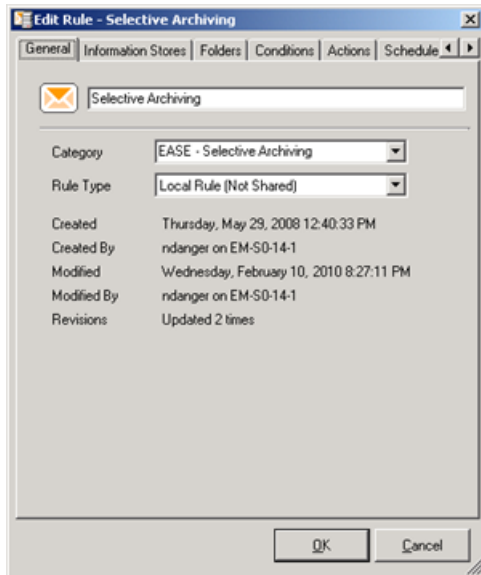 Edit Rule - Selective Archiving
General Information Stores Folders Conditions Actions Schedule
Selective Archiving
Category EASE - Selective Archiving
Rule Type Local Rule (Not Shared)
Created Thursday, May 29, 2008 12:40:33 PM
Created By ndanger on EM-S0-14-1
Modified Wednesday, February 10, 2010 8:27:11 PM
Modified By ndanger on EM-S0-14-1
Revisions Updated 2 times
OK Cancel